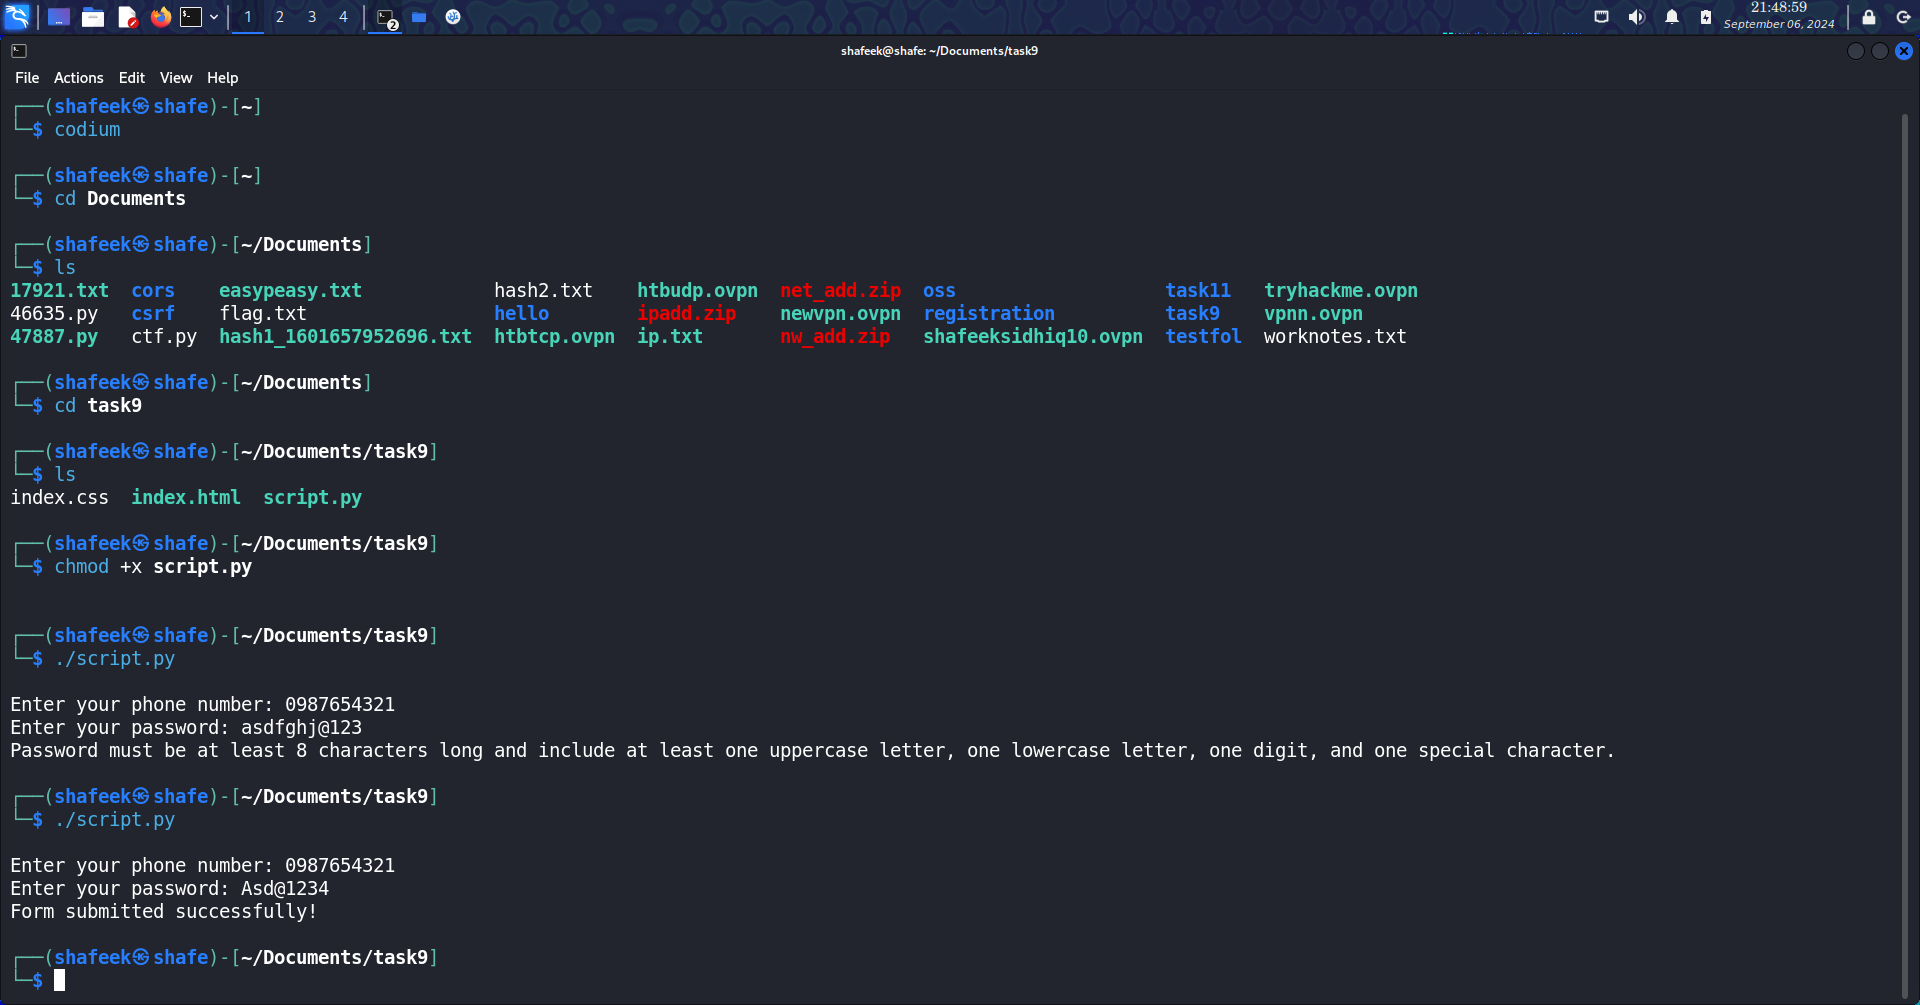 1 2 3 4
2
21:48:59
September 06, 2024
shafeek@shafe: ~/Documents/task9
File Actions Edit View Help
┌──(shafeek㉿shafe)-[~]
└─$ codium
┌──(shafeek㉿shafe)-[~]
└─$ cd Documents
┌──(shafeek㉿shafe)-[~/Documents]
└─$ ls
17921.txt cors easypeasy.txt hash2.txt htbudp.ovpn net_add.zip oss task11 tryhackme.ovpn
46635.py csrf flag.txt hello ipadd.zip newvpn.ovpn registration task9 vpnn.ovpn
47887.py ctf.py hash1_1601657952696.txt htbtcp.ovpn ip.txt nw_add.zip shafeeksidhiq10.ovpn testfol worknotes.txt
┌──(shafeek㉿shafe)-[~/Documents]
└─$ cd task9
┌──(shafeek㉿shafe)-[~/Documents/task9]
└─$ ls
index.css index.html script.py
┌──(shafeek㉿shafe)-[~/Documents/task9]
└─$ chmod +x script.py
┌──(shafeek㉿shafe)-[~/Documents/task9]
└─$ ./script.py
Enter your phone number: 0987654321
Enter your password: asdfghj@123
Password must be at least 8 characters long and include at least one uppercase letter, one lowercase letter, one digit, and one special character.
┌──(shafeek㉿shafe)-[~/Documents/task9]
└─$ ./script.py
Enter your phone number: 0987654321
Enter your password: Asd@1234
Form submitted successfully!
┌──(shafeek㉿shafe)-[~/Documents/task9]
└─$